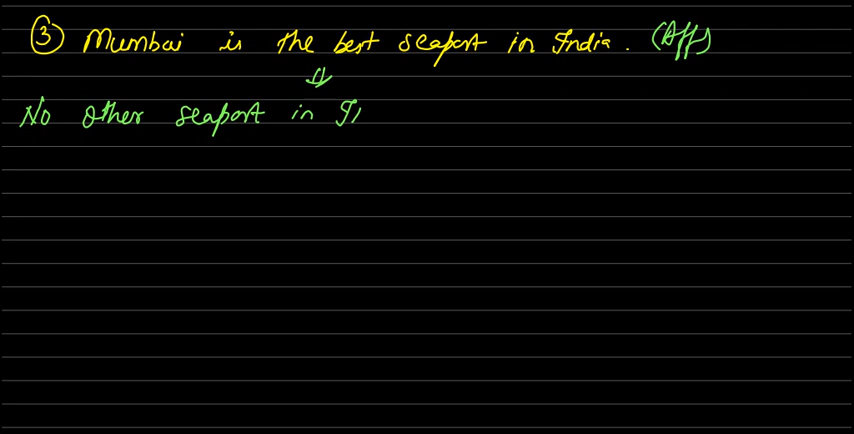 ③ Mumbai is the best seaport in India. (Aff)
⇓
No other seaport in